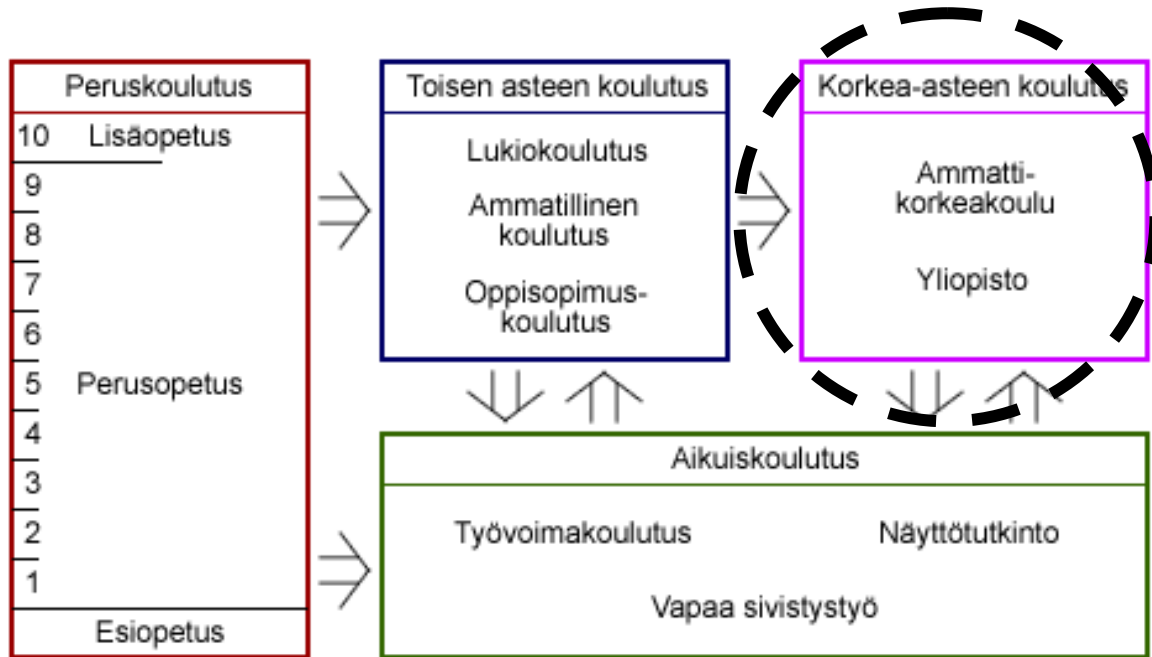 Peruskoulutus
10 Lisäopetus
9
8
7
6
5 Perusopetus
4
3
2
1
Esiopetus
Toisen asteen koulutus
Lukiokoulutus
Ammatillinen
koulutus
Oppisopimus-
koulutus
Korkea-asteen koulutus
Ammatti-
korkeakoulu
Yliopisto
Aikuiskoulutus
Työvoimakoulutus Näyttötutkinto
Vapaa sivistystyö